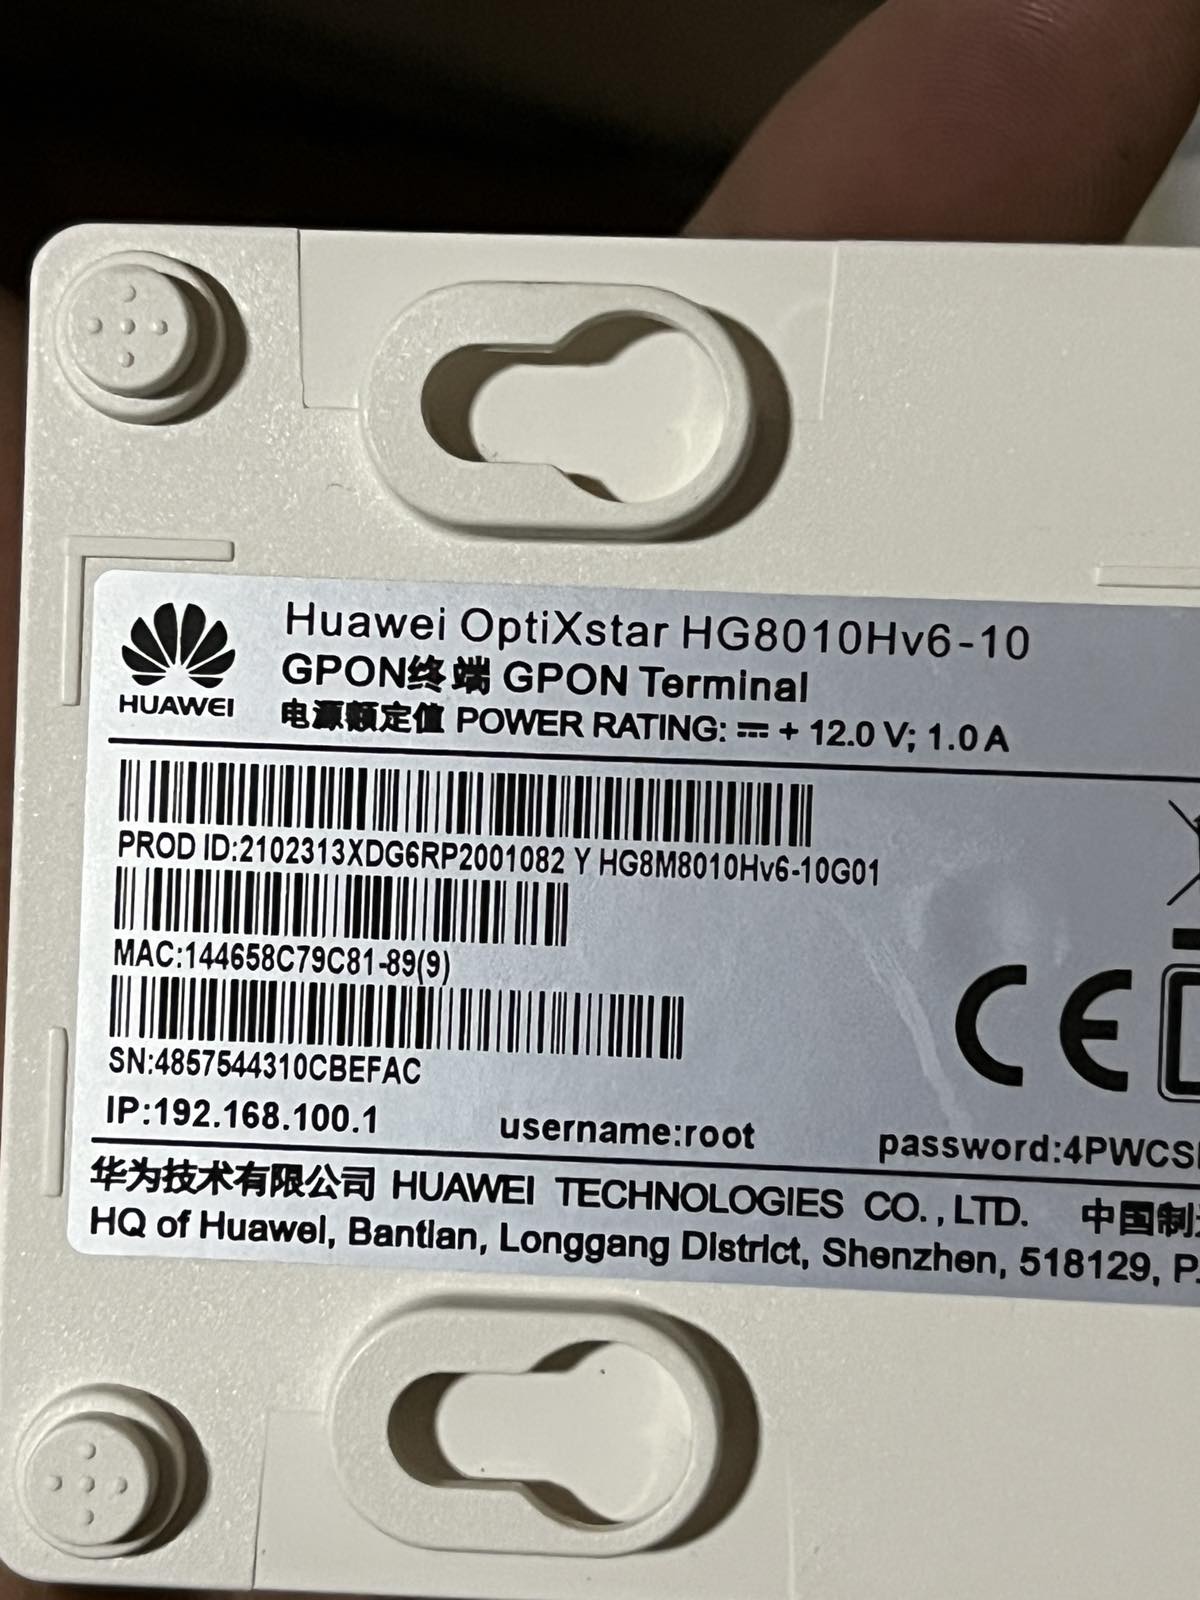 HUAWEI
Huawei OptiXstar HG8010Hv6-10
GPON终端 GPON Terminal
电源额定值 POWER RATING: ⎓ + 12.0 V; 1.0 A
PROD ID:2102313XDG6RP2001082 Y HG8M8010Hv6-10G01
MAC:144658C79C81-89(9)
SN:4857544310CBEFAC
CE
IP:192.168.100.1 username:root password:4PWCS
华为技术有限公司 HUAWEI TECHNOLOGIES CO., LTD. 中国制
HQ of Huawei, Bantian, Longgang District, Shenzhen, 518129, P.